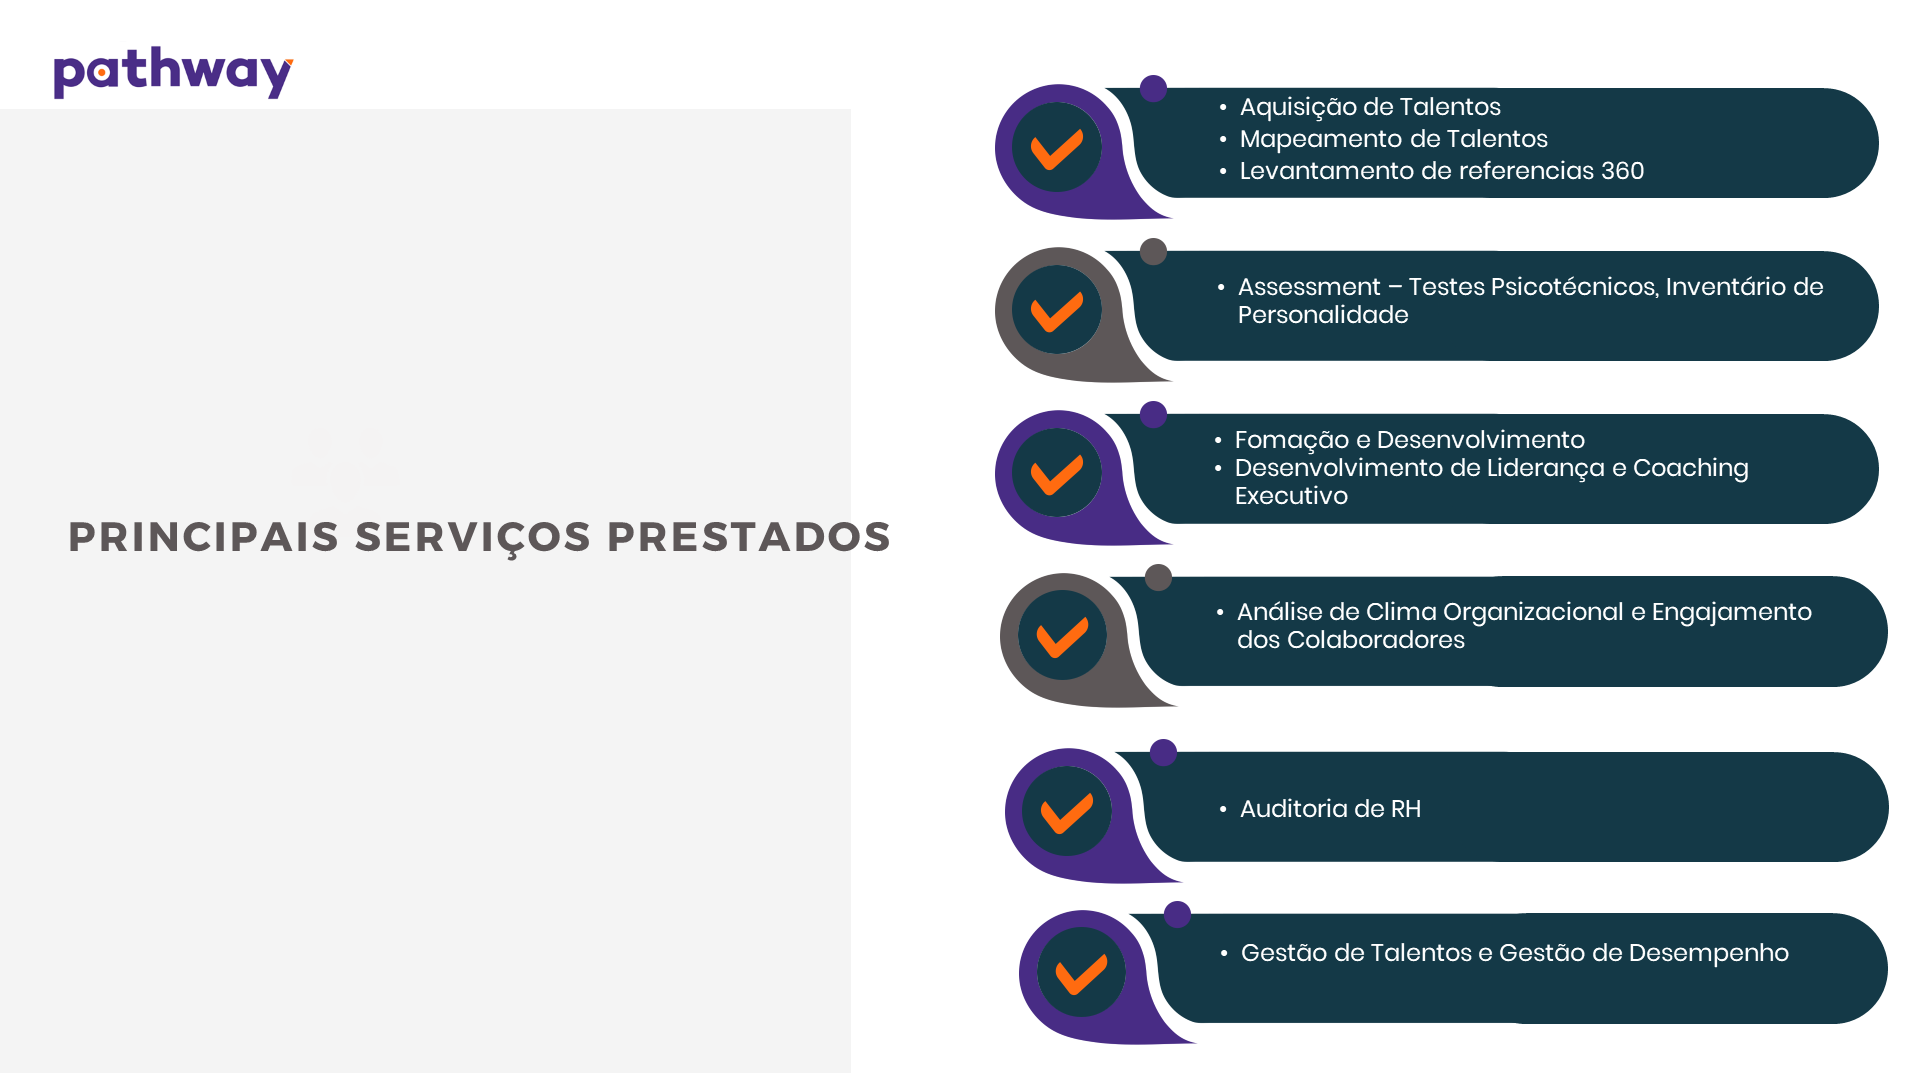 pathway
PRINCIPAIS SERVIÇOS PRESTADOS
• Aquisição de Talentos
• Mapeamento de Talentos
• Levantamento de referencias 360
• Assessment – Testes Psicotécnicos, Inventário de
Personalidade
• Fomação e Desenvolvimento
• Desenvolvimento de Liderança e Coaching
Executivo
• Análise de Clima Organizacional e Engajamento
dos Colaboradores
• Auditoria de RH
• Gestão de Talentos e Gestão de Desempenho